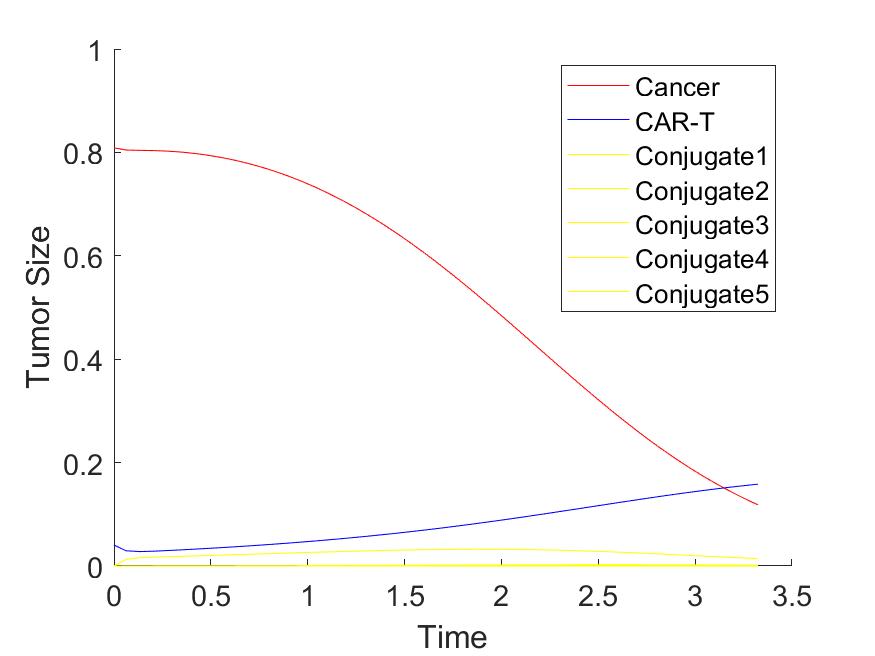 1
0.8
0.6
0.4
0.2
0
Tumor Size
Cancer
CAR-T
Conjugate1
Conjugate2
Conjugate3
Conjugate4
Conjugate5
0 0.5 1 1.5 2 2.5 3 3.5
Time